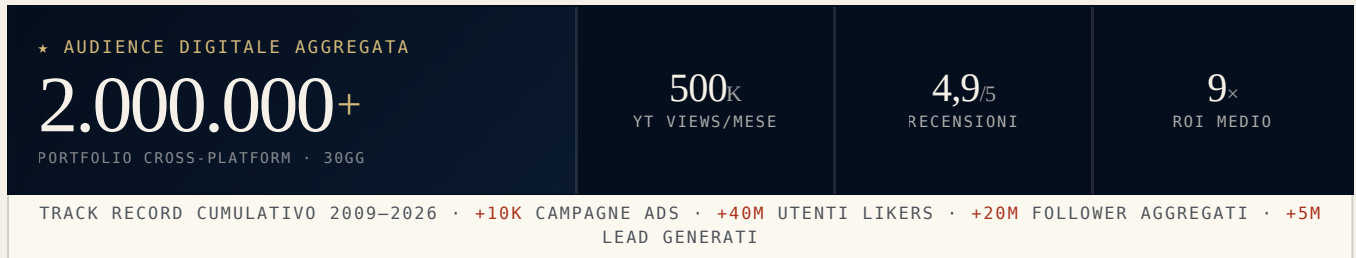 ★ AUDIENCE DIGITALE AGGREGATA
2.000.000+
PORTFOLIO CROSS-PLATFORM · 30GG
500K
YT VIEWS/MESE
4,9/5
RECENSIONI
9×
ROI MEDIO
TRACK RECORD CUMULATIVO 2009–2026 · +10K CAMPAGNE ADS · +40M UTENTI LIKERS · +20M FOLLOWER AGGREGATI · +5M
LEAD GENERATI